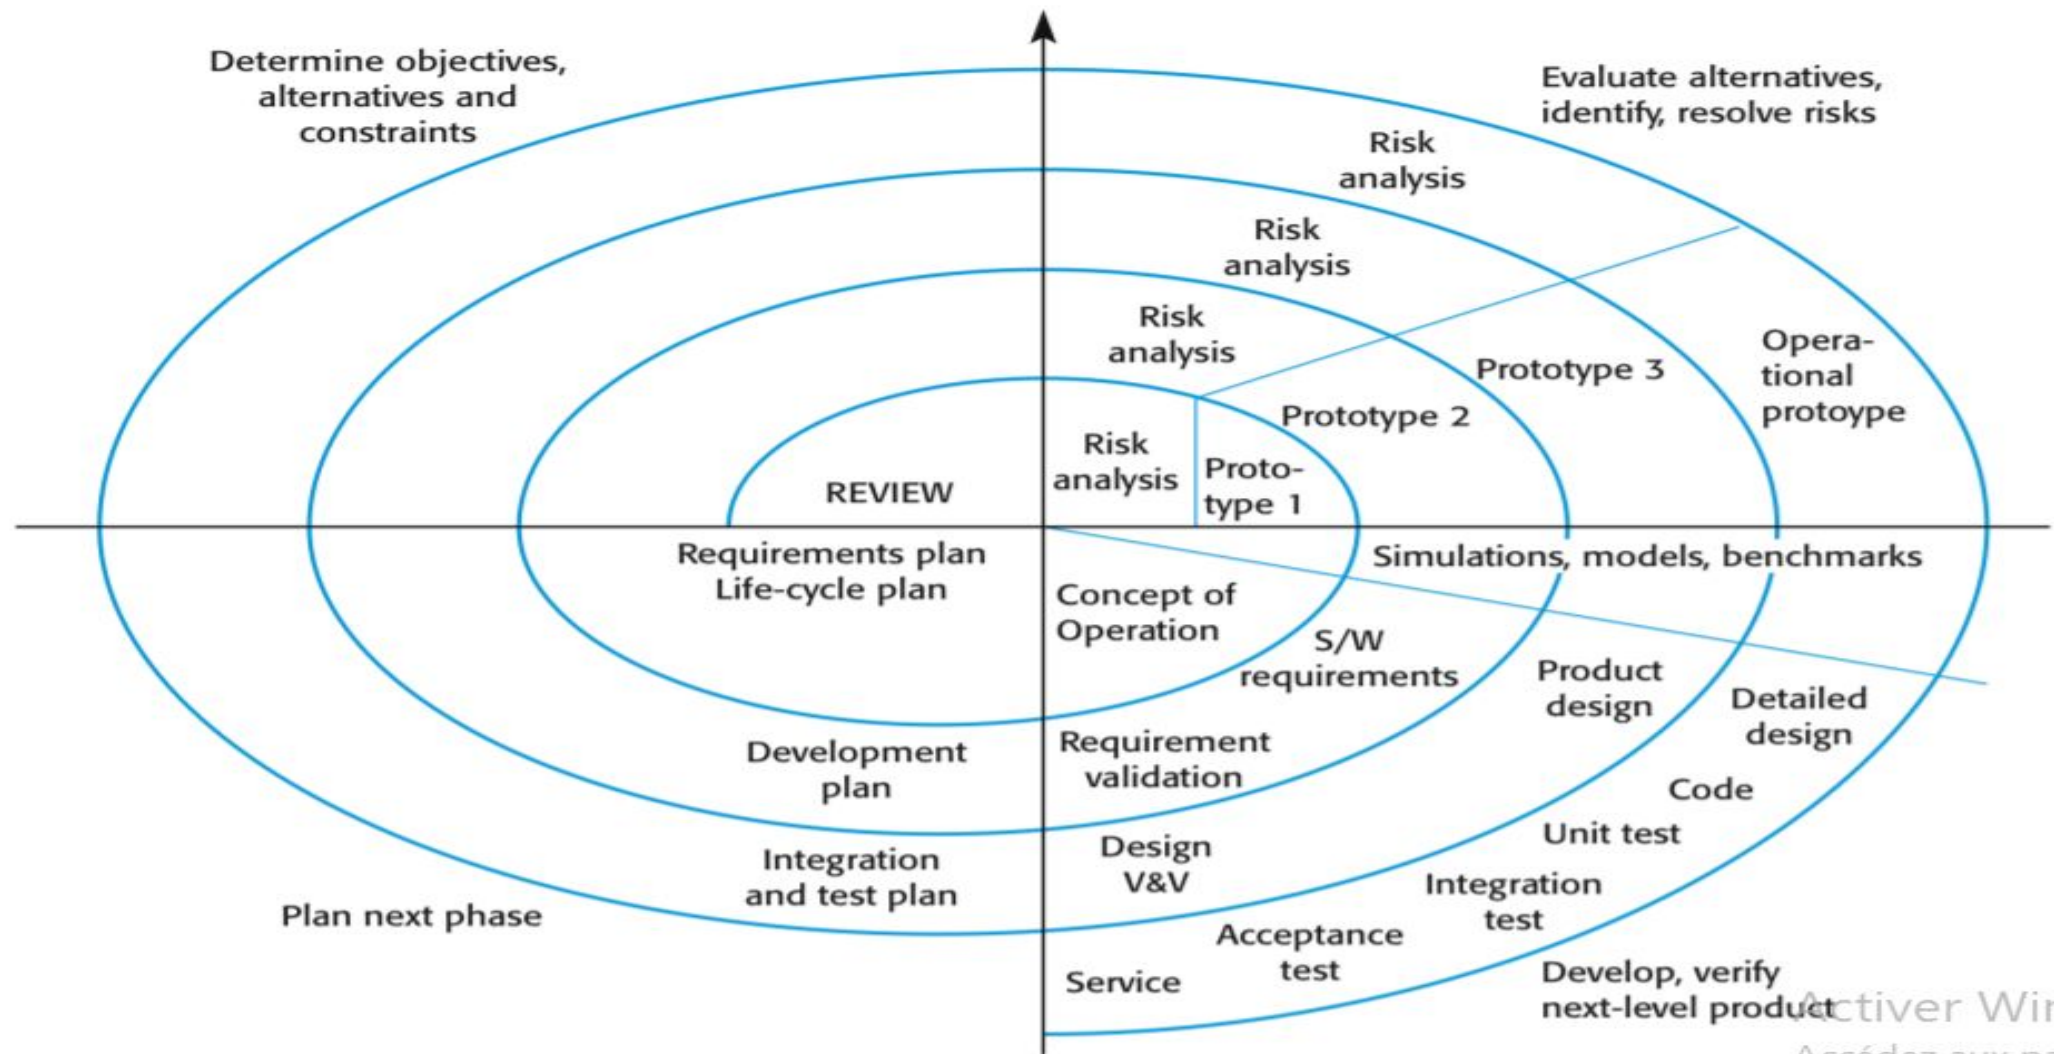 Determine objectives,
alternatives and
constraints
Evaluate alternatives,
identify, resolve risks
Risk
analysis
Risk
analysis
Risk
analysis
Risk
analysis
Opera-
tional
protoype
Prototype 3
Prototype 2
Proto-
type 1
REVIEW
Requirements plan
Life-cycle plan
Simulations, models, benchmarks
Concept of
Operation
S/W
requirements
Product
design
Detailed
design
Development
plan
Requirement
validation
Code
Unit test
Integration
and test plan
Design
V&V
Integration
test
Plan next phase
Acceptance
test
Service
Develop, verify
next-level product
Activer Wi